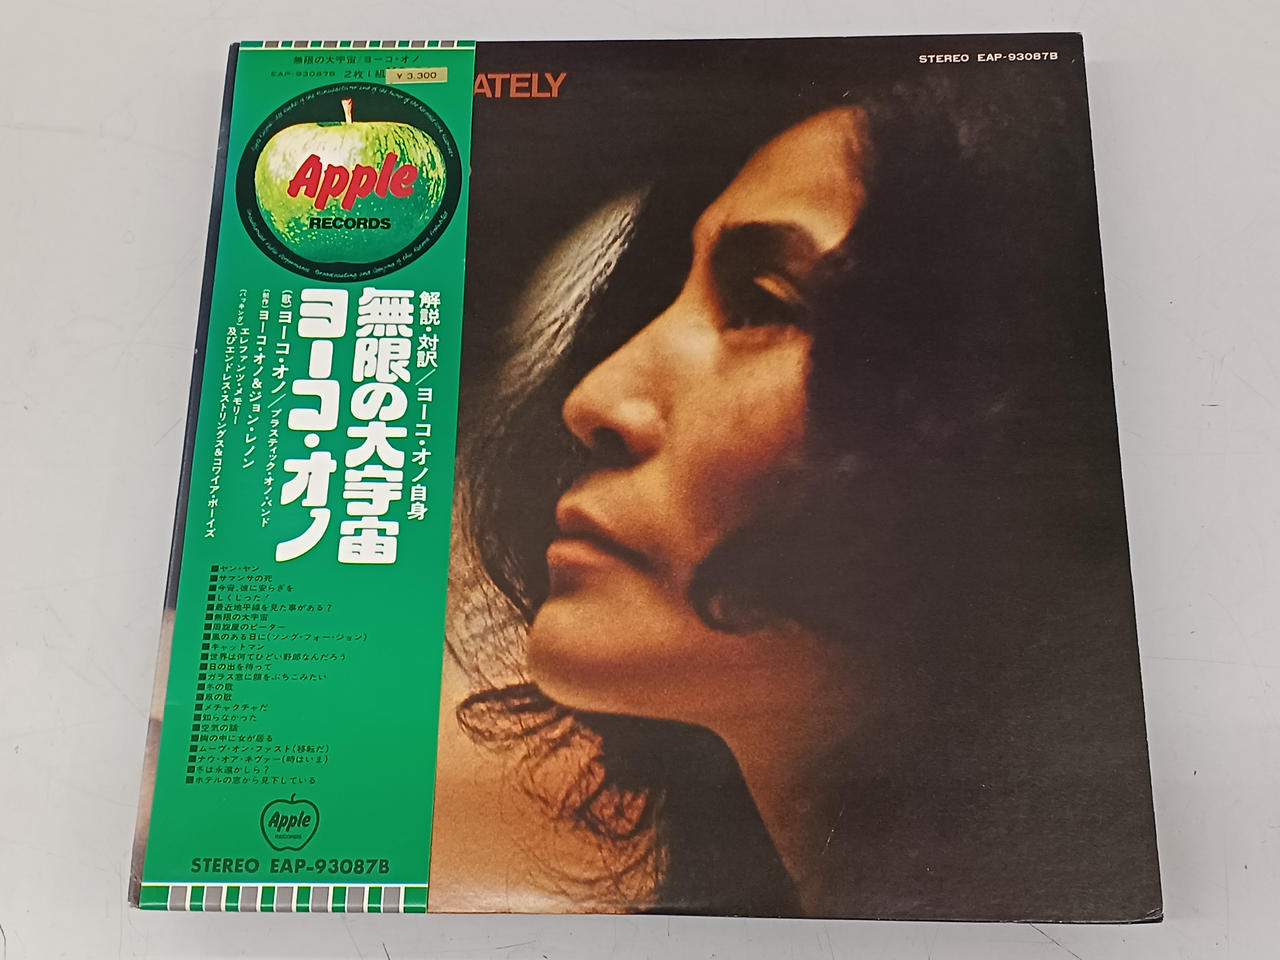 無限の大宇宙/ヨーコ・オノ
EAP-93087B 2枚1組
¥3,300
ATELY
STEREO EAP-93087B
Apple
RECORDS
解説・対訳/ヨーコ・オノ自身
無限の大宇宙
ヨーコ・オノ
(歌)ヨーコ・オノ/プラスティック・オノ・バンド
(制作)ヨーコ・オノ&ジョン・レノン
(バッキング)エレファンツ・メモリー
及びエンドレス・ストリングス&コワイア・ボーイズ
■ヤン・ヤン
■サマンサの死
■今宵、彼に安らぎを
■しくじった!
■最近地平線を見た事がある?
■無限の大宇宙
■周旋屋のピーター
■風のある日に(ソング・フォー・ジョン)
■キャットマン
■世界は何てひどい野郎なんだろう
■日の出を待って
■ガラス窓に顔をぶちこみたい
■冬の歌
■凧の歌
■メチャクチャだ
■知らなかった
■空気の話
■胸の中に女が居る
■ムーヴ・オン・ファスト(移転だ)
■ナウ・オア・ネヴァー(時はいま)
■冬は永遠かしら?
■ホテルの窓から見下している
Apple
RECORDS
STEREO EAP-93087B